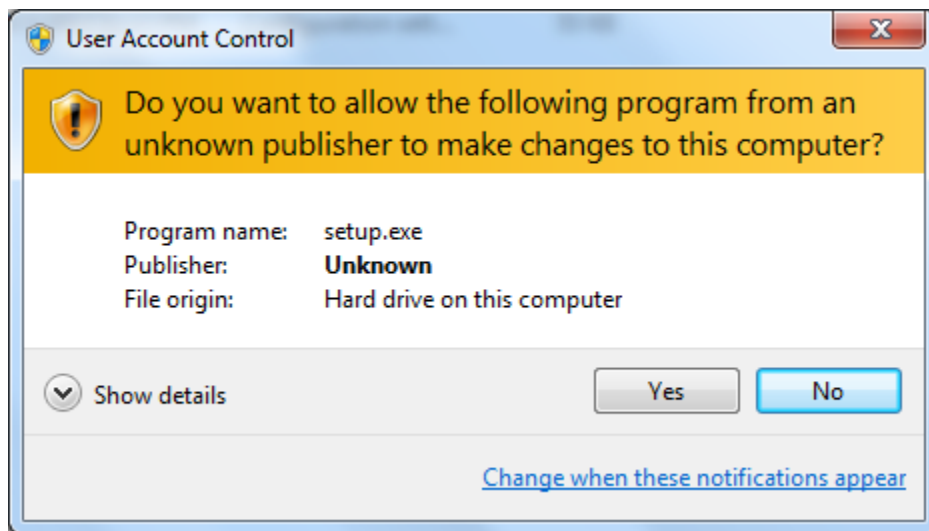 User Account Control
Do you want to allow the following program from an
unknown publisher to make changes to this computer?
Program name: setup.exe
Publisher: Unknown
File origin: Hard drive on this computer
Show details
Yes
No
Change when these notifications appear